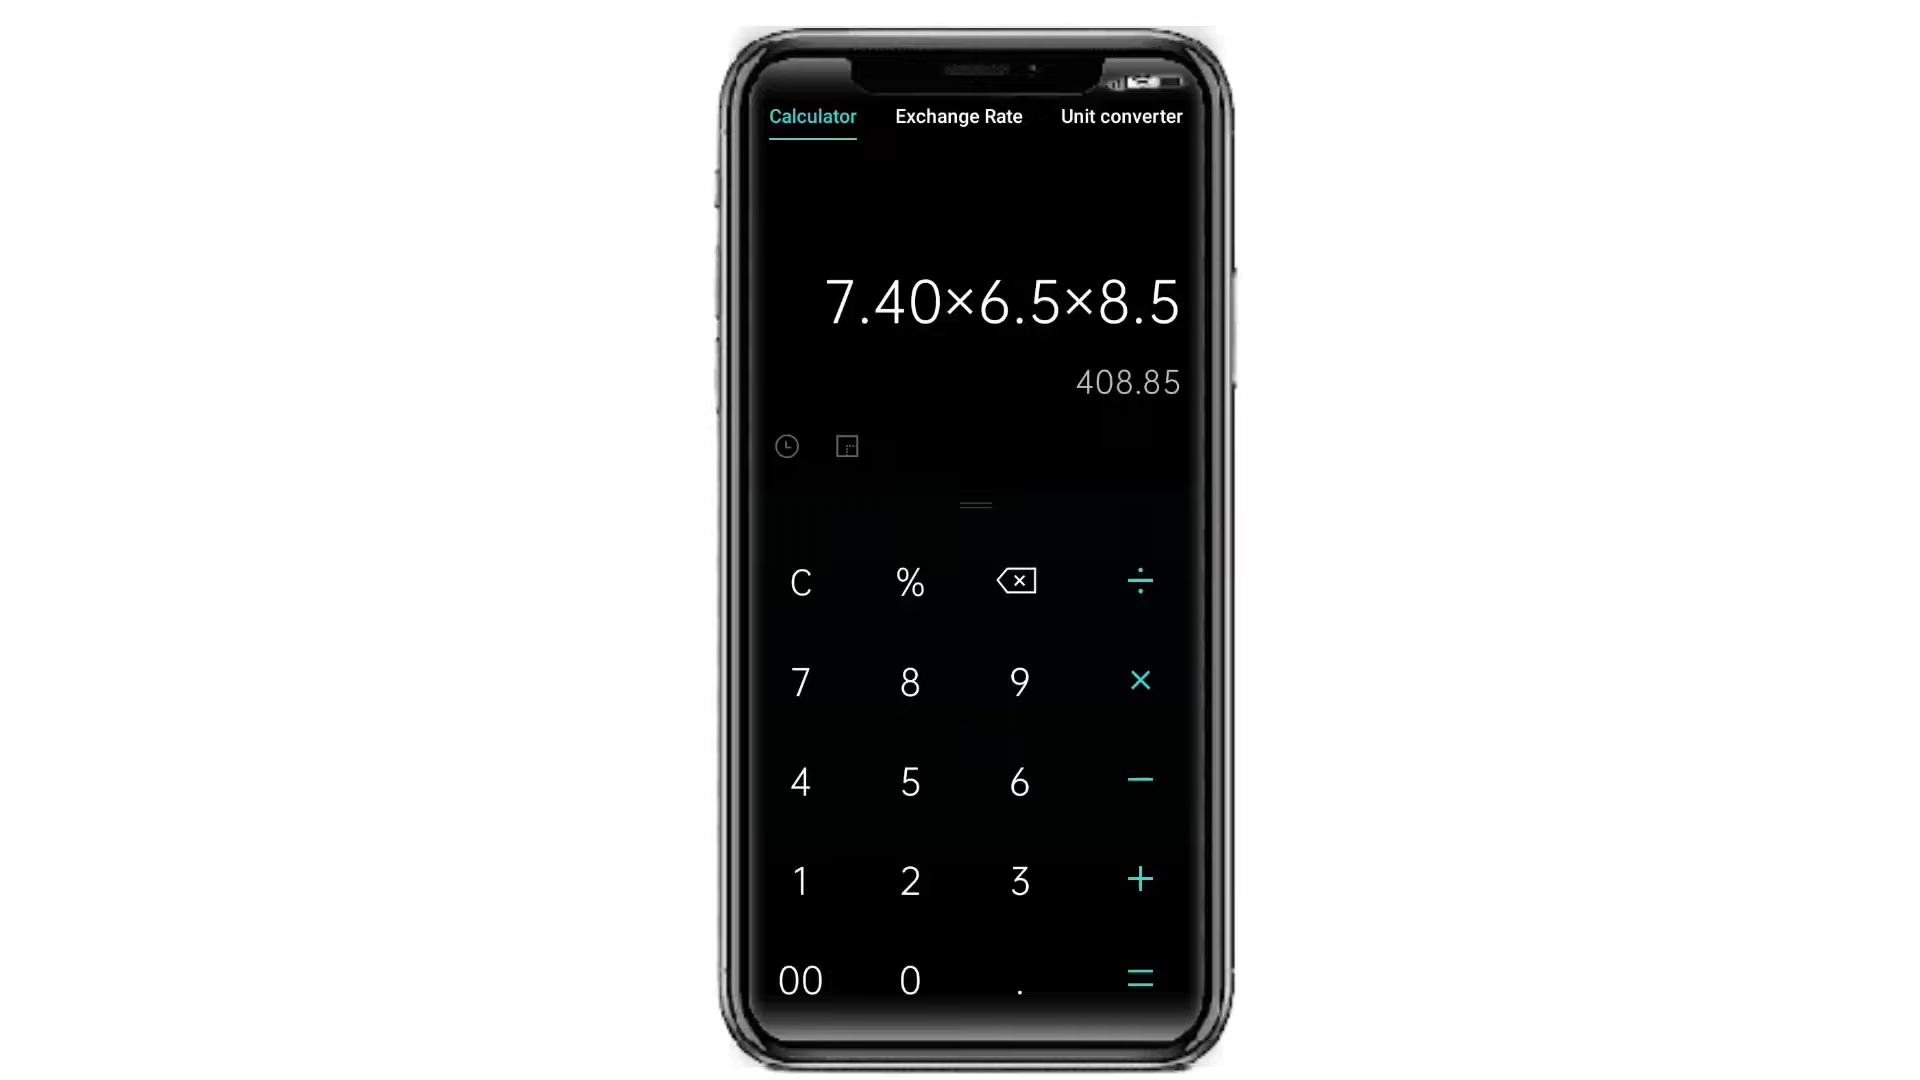 Calculator Exchange Rate Unit converter
7.40×6.5×8.5
408.85
C % ÷
7 8 9 ×
4 5 6 −
1 2 3 +
00 0 . =